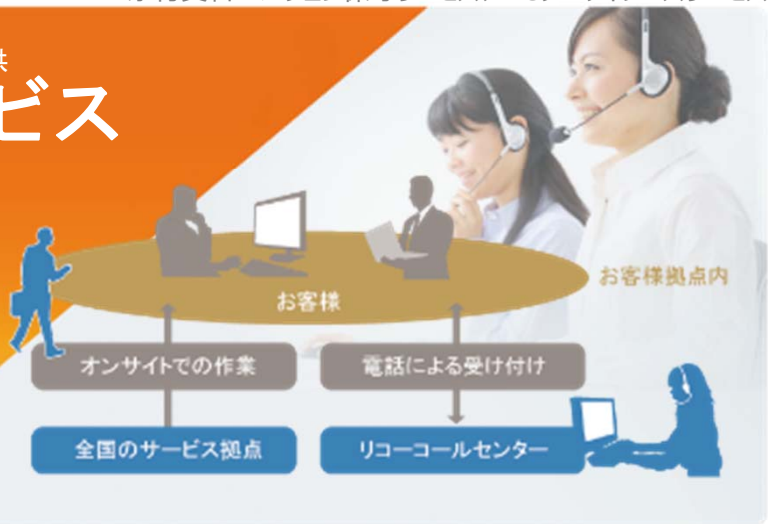 供
ビス
お客様拠点内
お客様
オンサイトでの作業
電話による受け付け
全国のサービス拠点
リコーコールセンター